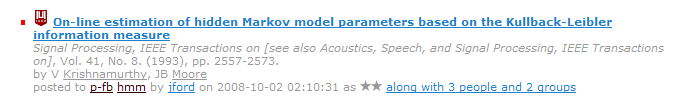 On-line estimation of hidden Markov model parameters based on the Kullback-Leibler
information measure
Signal Processing, IEEE Transactions on [see also Acoustics, Speech, and Signal Processing, IEEE Transactions
on], Vol. 41, No. 8. (1993), pp. 2557-2573.
by V Krishnamurthy, JB Moore
posted to p-fb hmm by jford on 2008-10-02 02:10:31 as ★★ along with 3 people and 2 groups